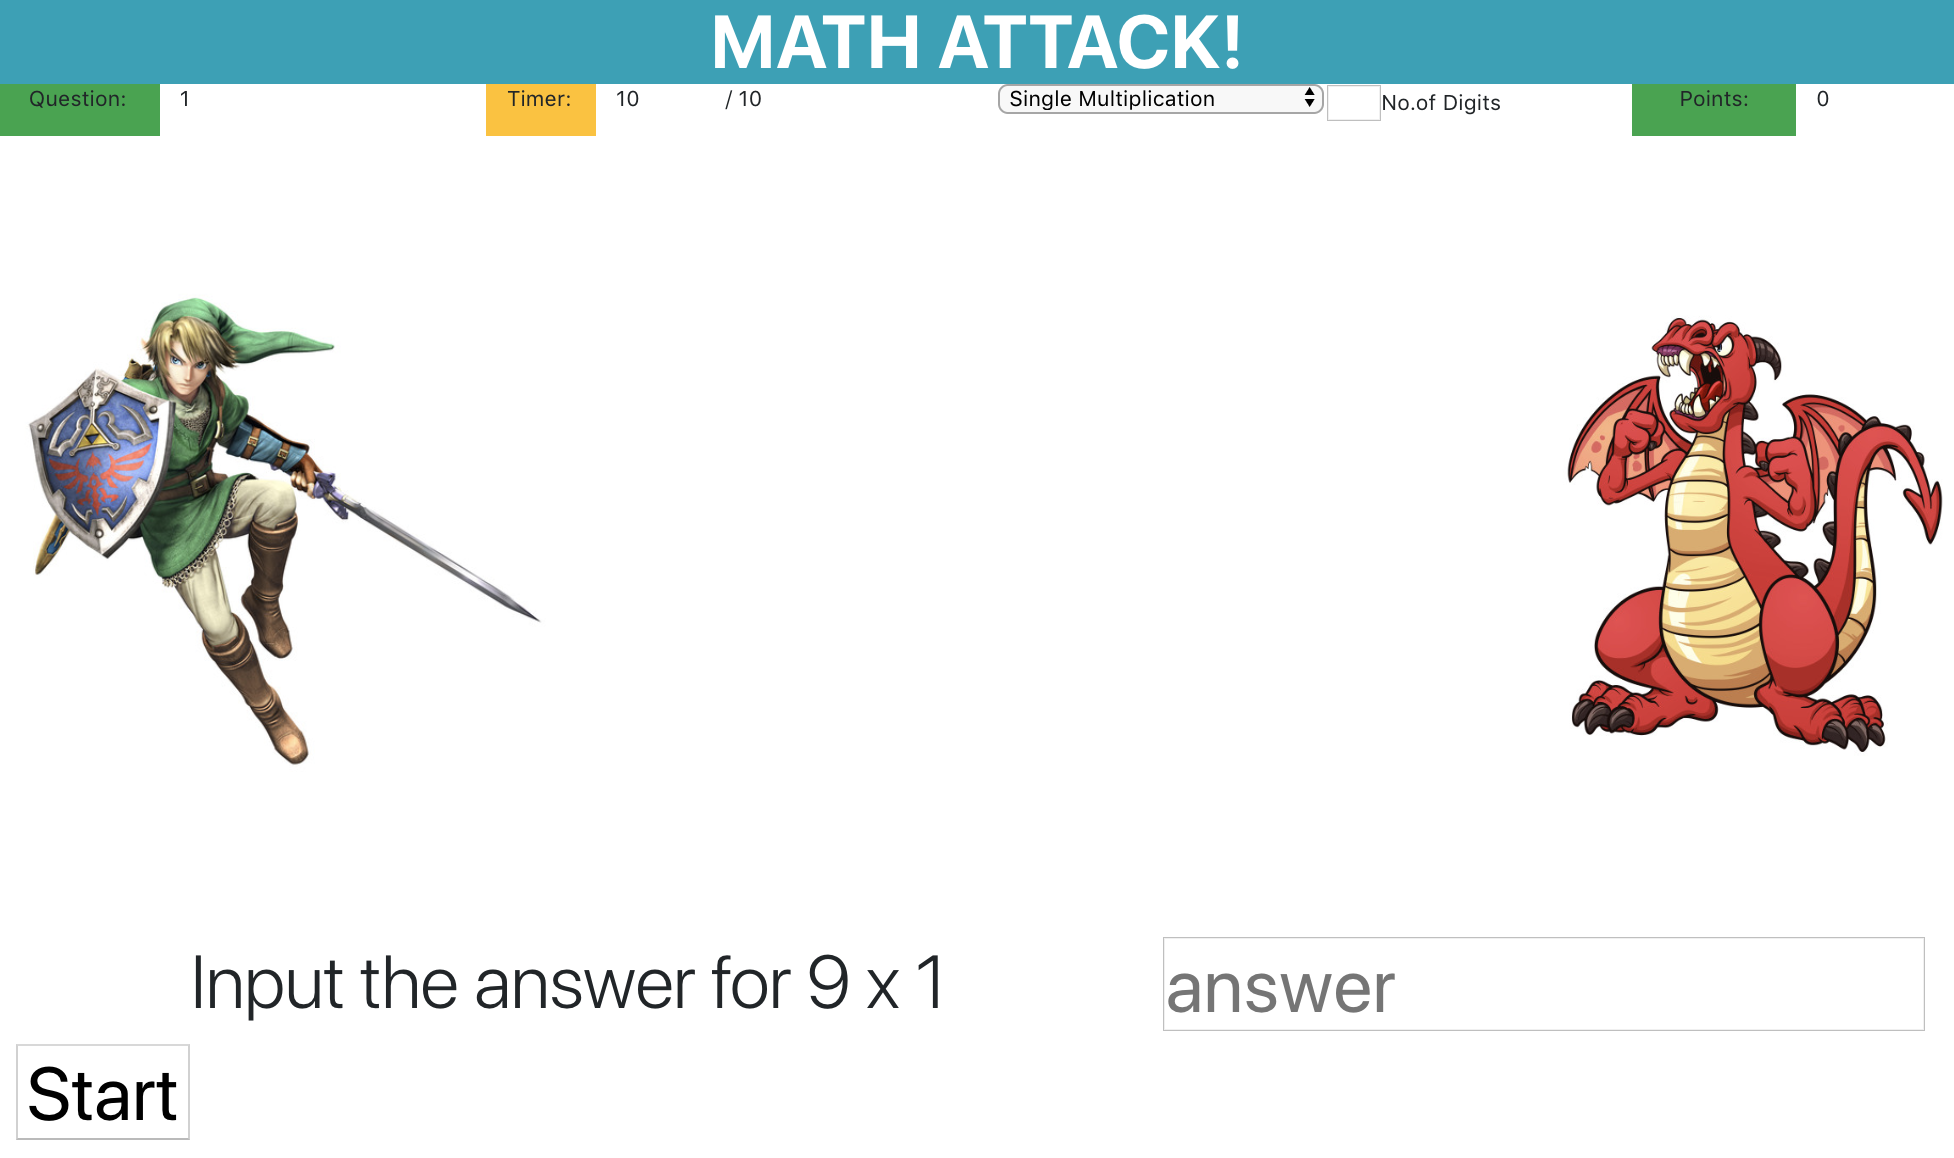 MATH ATTACK!
Question: 1 Timer: 10 / 10 Single Multiplication No.of Digits Points: 0
Input the answer for 9 x 1 answer
Start